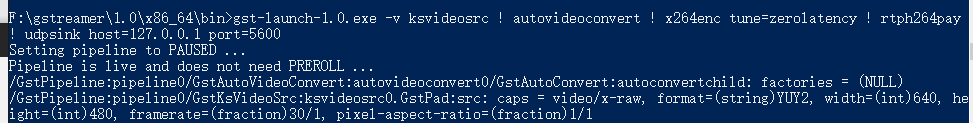 F:\gstreamer\1.0\x86_64\bin>gst-launch-1.0.exe -v ksvideosrc ! autovideoconvert ! x264enc tune=zerolatency ! rtph264pay
! udpsink host=127.0.0.1 port=5600
Setting pipeline to PAUSED ...
Pipeline is live and does not need PREROLL ...
/GstPipeline:pipeline0/GstAutoVideoConvert:autovideoconvert0/GstAutoConvert:autoconvertchild: factories = (NULL)
/GstPipeline:pipeline0/GstKsVideoSrc:ksvideosrc0.GstPad:src: caps = video/x-raw, format=(string)YUY2, width=(int)640, he
ight=(int)480, framerate=(fraction)30/1, pixel-aspect-ratio=(fraction)1/1